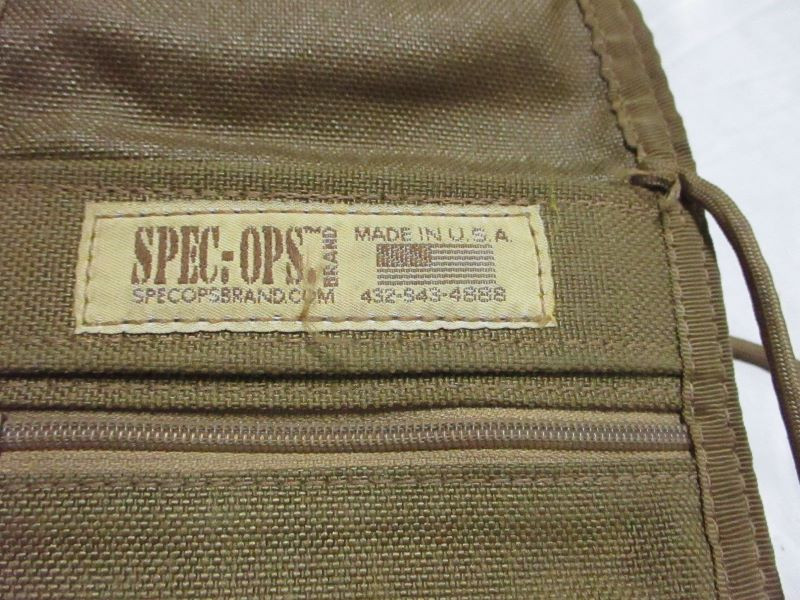 SPEC.-OPS.™ BRAND
SPECOPSBRAND.COM
MADE IN U.S.A.
432-943-4888